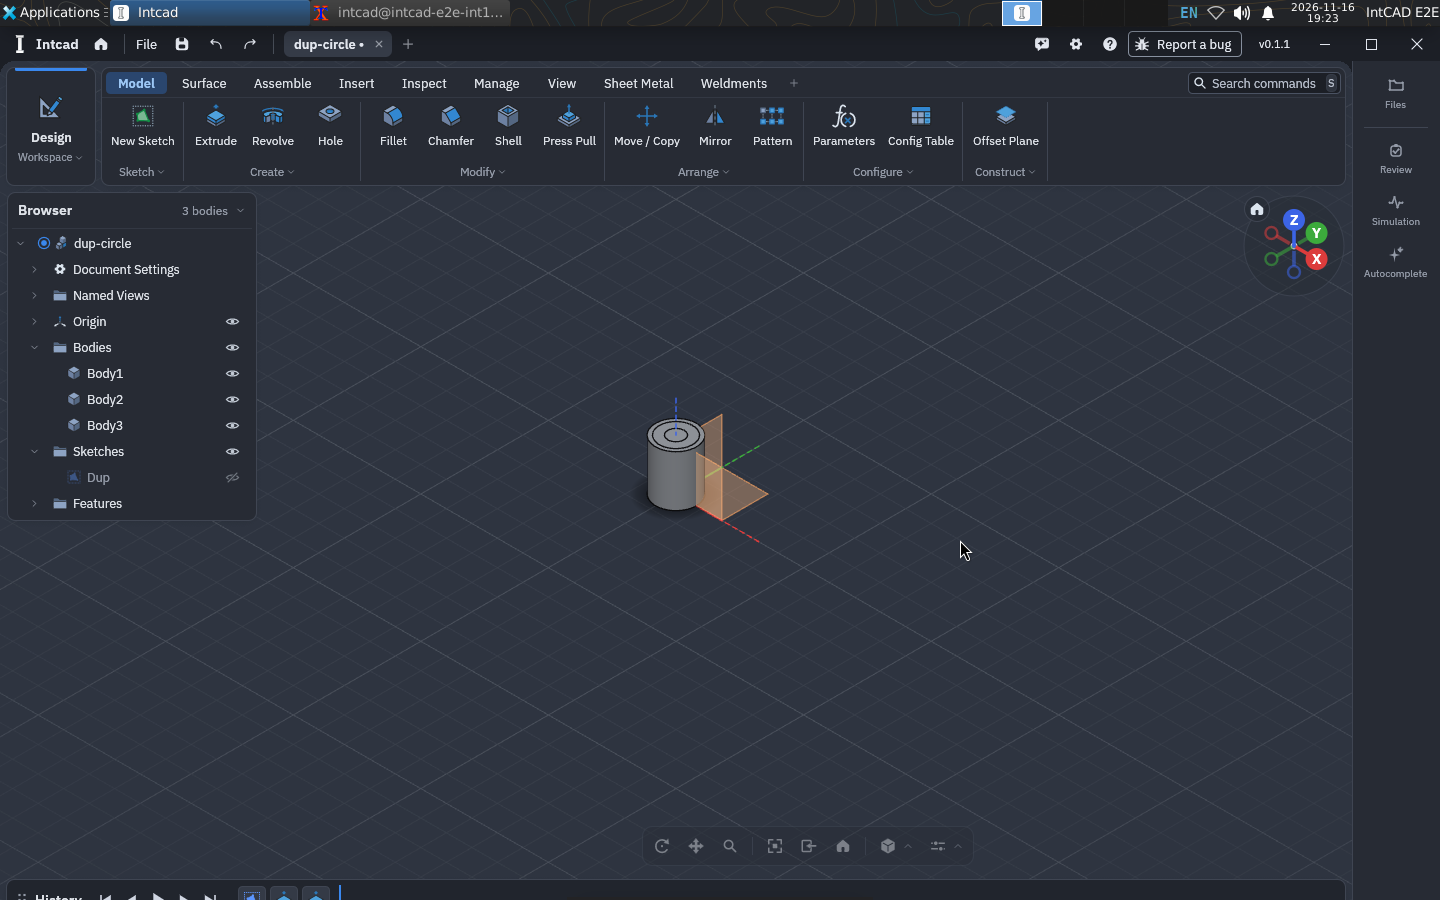 Applications
Intcad
intcad@intcad-e2e-int1...
EN
2026-11-16
19:23
IntCAD E2E
Intcad
File
dup-circle •
Report a bug
v0.1.1
Design
Workspace
Model
Surface
Assemble
Insert
Inspect
Manage
View
Sheet Metal
Weldments
Search commands
S
New Sketch
Extrude
Revolve
Hole
Fillet
Chamfer
Shell
Press Pull
Move / Copy
Mirror
Pattern
Parameters
Config Table
Offset Plane
Sketch
Create
Modify
Arrange
Configure
Construct
Files
Review
Simulation
Autocomplete
Browser
3 bodies
dup-circle
Document Settings
Named Views
Origin
Bodies
Body1
Body2
Body3
Sketches
Dup
Features
Z
Y
X
History